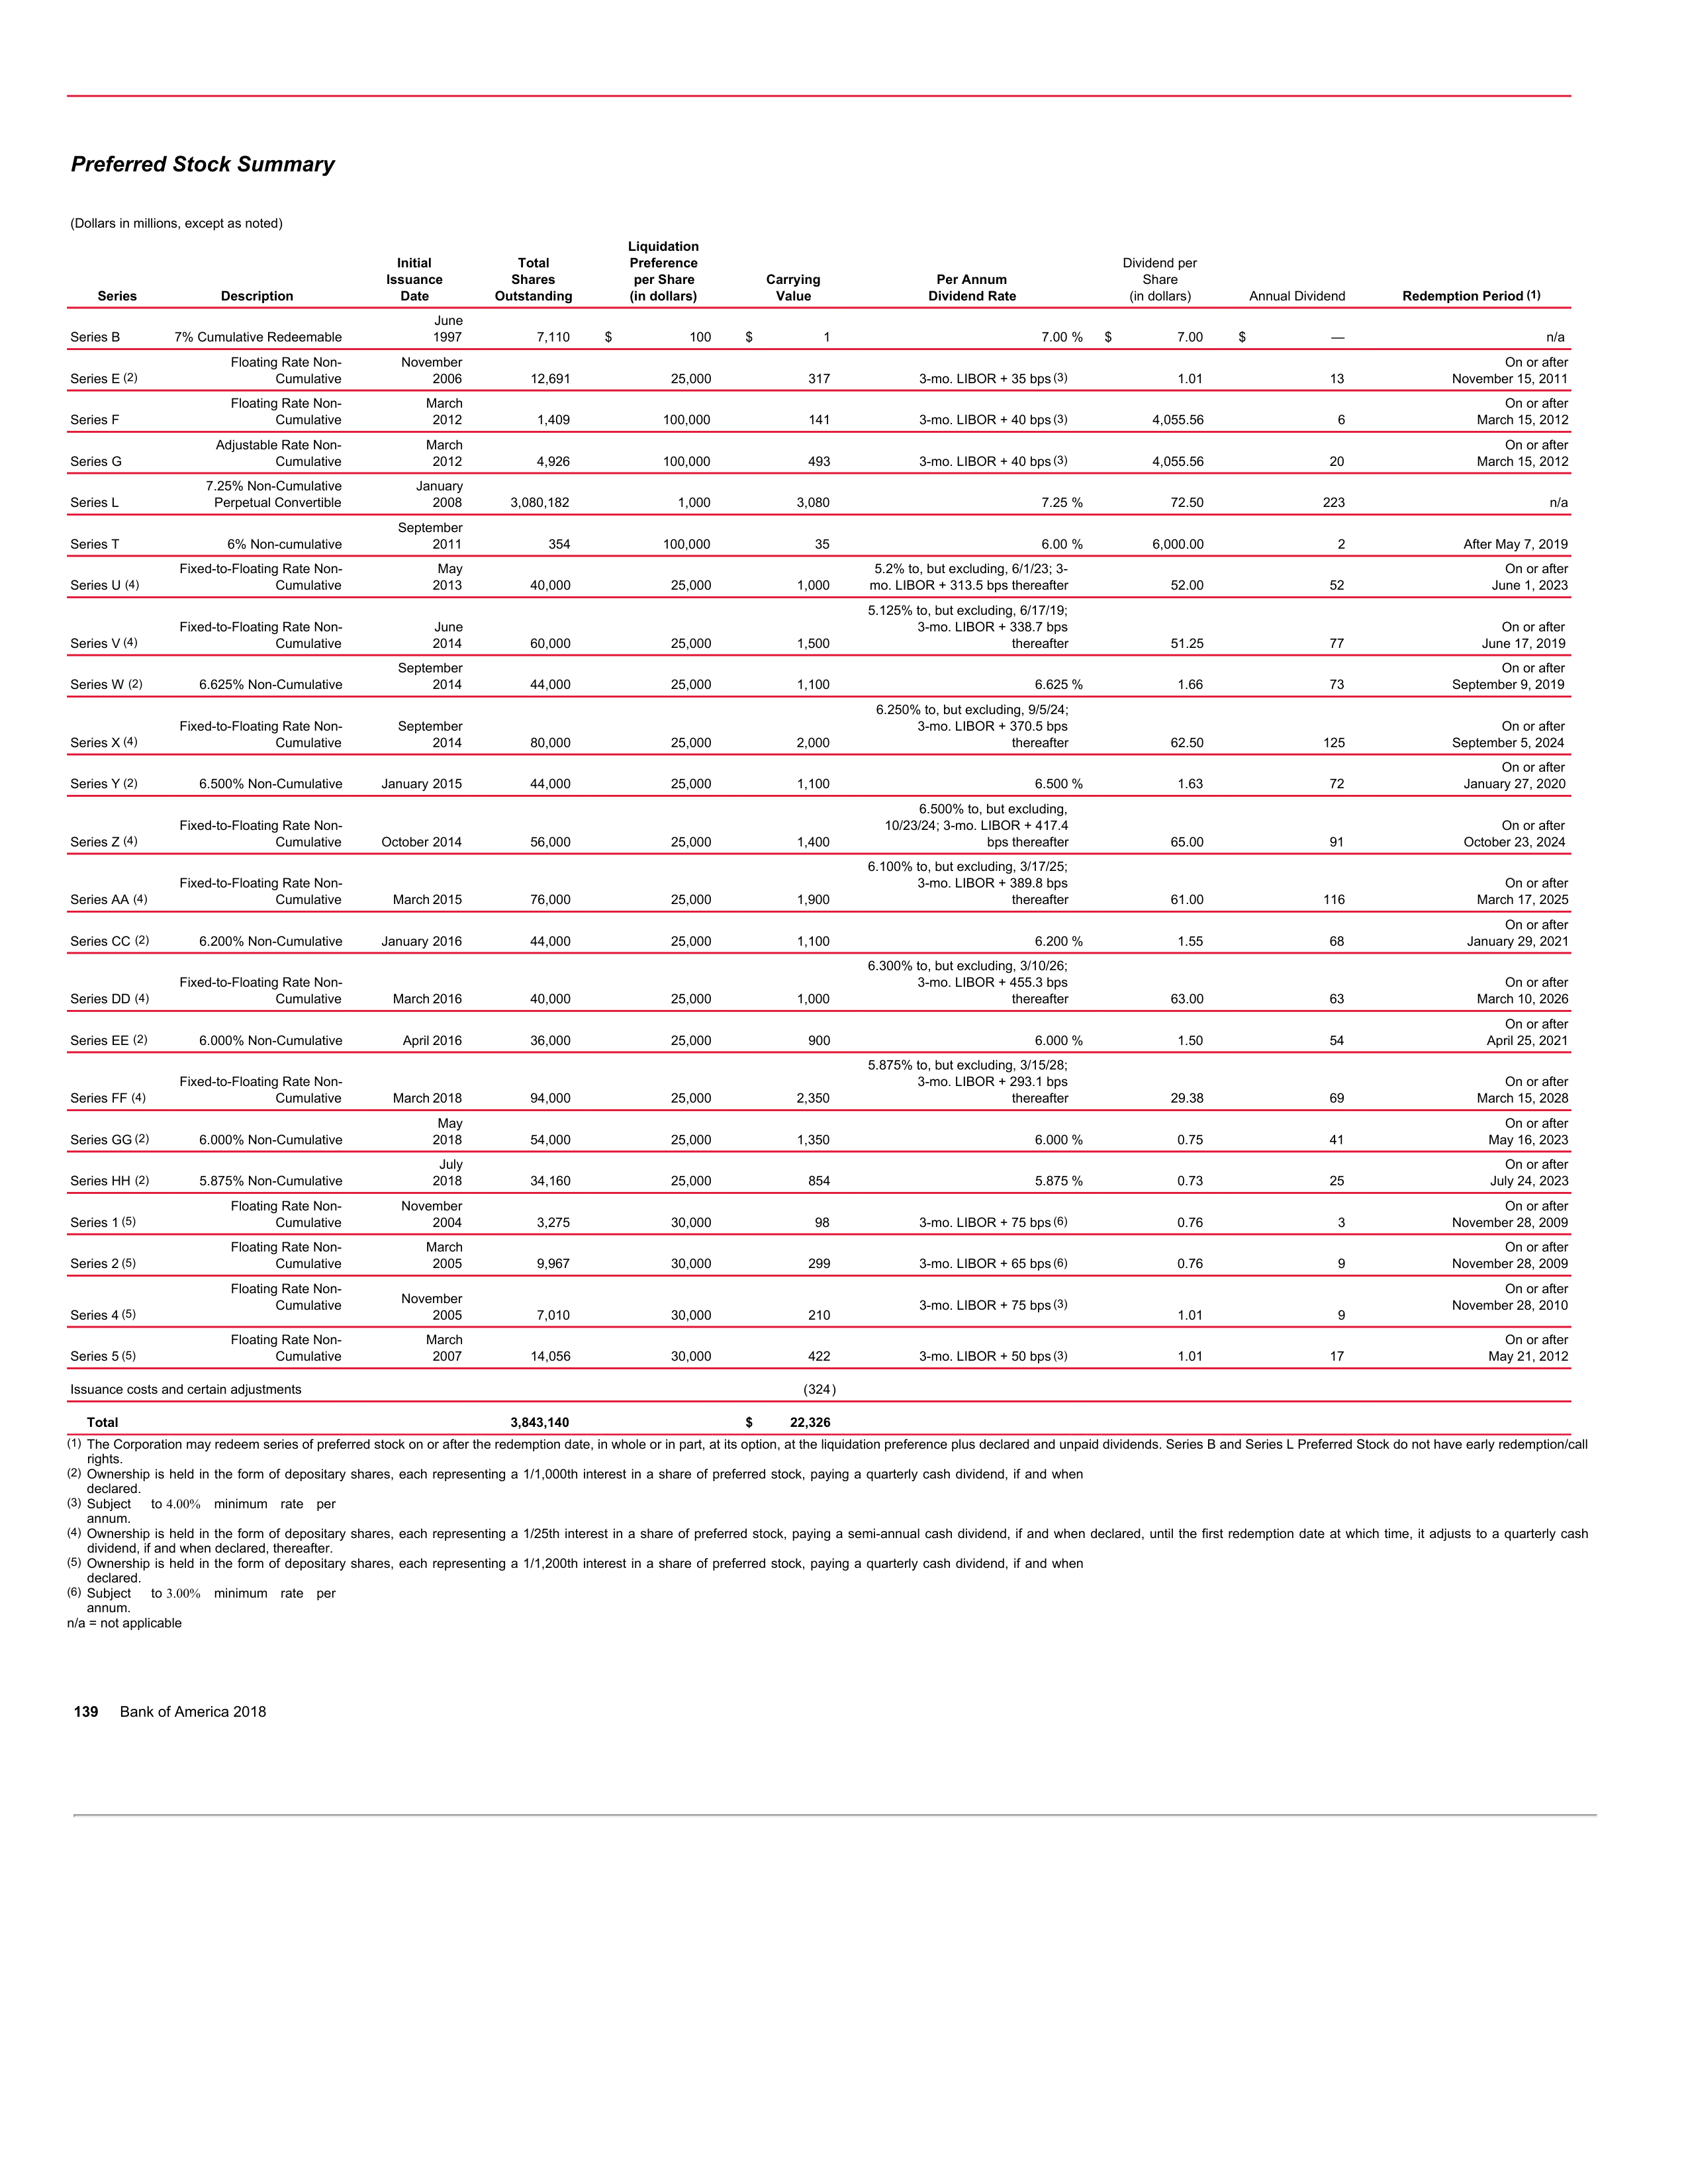 Preferred Stock Summary
(Dollars in millions, except as noted)
Series Description Initial Issuance Date Total Shares Outstanding Liquidation Preference per Share (in dollars) Carrying Value Per Annum Dividend Rate Dividend per Share (in dollars) Annual Dividend Redemption Period (1)
Series B 7% Cumulative Redeemable June 1997 7,110 $ 100 $ 1 7.00 % $ 7.00 $ — n/a
Series E (2) Floating Rate Non-Cumulative November 2006 12,691 25,000 317 3-mo. LIBOR + 35 bps (3) 1.01 13 On or after November 15, 2011
Series F Floating Rate Non-Cumulative March 2012 1,409 100,000 141 3-mo. LIBOR + 40 bps (3) 4,055.56 6 On or after March 15, 2012
Series G Adjustable Rate Non-Cumulative March 2012 4,926 100,000 493 3-mo. LIBOR + 40 bps (3) 4,055.56 20 On or after March 15, 2012
Series L 7.25% Non-Cumulative Perpetual Convertible January 2008 3,080,182 1,000 3,080 7.25 % 72.50 223 n/a
Series T 6% Non-cumulative September 2011 354 100,000 35 6.00 % 6,000.00 2 After May 7, 2019
Series U (4) Fixed-to-Floating Rate Non-Cumulative May 2013 40,000 25,000 1,000 5.2% to, but excluding, 6/1/23; 3-mo. LIBOR + 313.5 bps thereafter 52.00 52 On or after June 1, 2023
Series V (4) Fixed-to-Floating Rate Non-Cumulative June 2014 60,000 25,000 1,500 5.125% to, but excluding, 6/17/19; 3-mo. LIBOR + 338.7 bps thereafter 51.25 77 On or after June 17, 2019
Series W (2) 6.625% Non-Cumulative September 2014 44,000 25,000 1,100 6.625 % 1.66 73 On or after September 9, 2019
Series X (4) Fixed-to-Floating Rate Non-Cumulative September 2014 80,000 25,000 2,000 6.250% to, but excluding, 9/5/24; 3-mo. LIBOR + 370.5 bps thereafter 62.50 125 On or after September 5, 2024
Series Y (2) 6.500% Non-Cumulative January 2015 44,000 25,000 1,100 6.500 % 1.63 72 On or after January 27, 2020
Series Z (4) Fixed-to-Floating Rate Non-Cumulative October 2014 56,000 25,000 1,400 6.500% to, but excluding, 10/23/24; 3-mo. LIBOR + 417.4 bps thereafter 65.00 91 On or after October 23, 2024
Series AA (4) Fixed-to-Floating Rate Non-Cumulative March 2015 76,000 25,000 1,900 6.100% to, but excluding, 3/17/25; 3-mo. LIBOR + 389.8 bps thereafter 61.00 116 On or after March 17, 2025
Series CC (2) 6.200% Non-Cumulative January 2016 44,000 25,000 1,100 6.200 % 1.55 68 On or after January 29, 2021
Series DD (4) Fixed-to-Floating Rate Non-Cumulative March 2016 40,000 25,000 1,000 6.300% to, but excluding, 3/10/26; 3-mo. LIBOR + 455.3 bps thereafter 63.00 63 On or after March 10, 2026
Series EE (2) 6.000% Non-Cumulative April 2016 36,000 25,000 900 6.000 % 1.50 54 On or after April 25, 2021
Series FF (4) Fixed-to-Floating Rate Non-Cumulative March 2018 94,000 25,000 2,350 5.875% to, but excluding, 3/15/28; 3-mo. LIBOR + 293.1 bps thereafter 29.38 69 On or after March 15, 2028
Series GG (2) 6.000% Non-Cumulative May 2018 54,000 25,000 1,350 6.000 % 0.75 41 On or after May 16, 2023
Series HH (2) 5.875% Non-Cumulative July 2018 34,160 25,000 854 5.875 % 0.73 25 On or after July 24, 2023
Series 1 (5) Floating Rate Non-Cumulative November 2004 3,275 30,000 98 3-mo. LIBOR + 75 bps (6) 0.76 3 On or after November 28, 2009
Series 2 (5) Floating Rate Non-Cumulative March 2005 9,967 30,000 299 3-mo. LIBOR + 65 bps (6) 0.76 9 On or after November 28, 2009
Series 4 (5) Floating Rate Non-Cumulative November 2005 7,010 30,000 210 3-mo. LIBOR + 75 bps (3) 1.01 9 On or after November 28, 2010
Series 5 (5) Floating Rate Non-Cumulative March 2007 14,056 30,000 422 3-mo. LIBOR + 50 bps (3) 1.01 17 On or after May 21, 2012
Issuance costs and certain adjustments (324)
Total 3,843,140 $ 22,326
(1) The Corporation may redeem series of preferred stock on or after the redemption date, in whole or in part, at its option, at the liquidation preference plus declared and unpaid dividends. Series B and Series L Preferred Stock do not have early redemption/call
rights.
(2) Ownership is held in the form of depositary shares, each representing a 1/1,000th interest in a share of preferred stock, paying a quarterly cash dividend, if and when
declared.
(3) Subject to 4.00% minimum rate per
annum.
(4) Ownership is held in the form of depositary shares, each representing a 1/25th interest in a share of preferred stock, paying a semi-annual cash dividend, if and when declared, until the first redemption date at which time, it adjusts to a quarterly cash
dividend, if and when declared, thereafter.
(5) Ownership is held in the form of depositary shares, each representing a 1/1,200th interest in a share of preferred stock, paying a quarterly cash dividend, if and when
declared.
(6) Subject to 3.00% minimum rate per
annum.
n/a = not applicable
139 Bank of America 2018